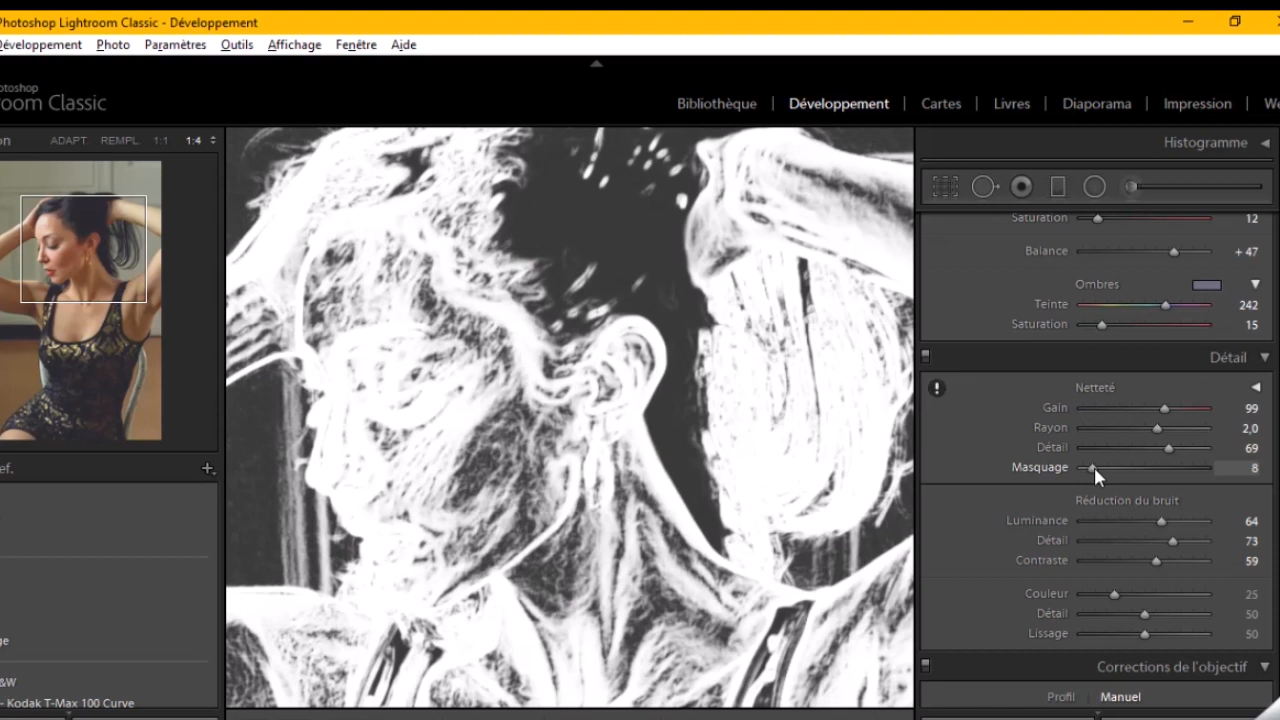 Photoshop Lightroom Classic - Développement
Développement Photo Paramètres Outils Affichage Fenêtre Aide
otoshop
oom Classic
Bibliothèque | Développement | Cartes | Livres | Diaporama | Impression | We
on ADAPT REMPL. 1:1 1:4
Histogramme
Saturation 12
Balance + 47
Ombres
Teinte 242
Saturation 15
Détail
Netteté
Gain 99
Rayon 2,0
Détail 69
Masquage 8
ef. +
Réduction du bruit
Luminance 64
Détail 73
Contraste 59
Couleur 25
Détail 50
Lissage 50
ge
Corrections de l'objectif
&W
- Kodak T-Max 100 Curve
Profil | Manuel